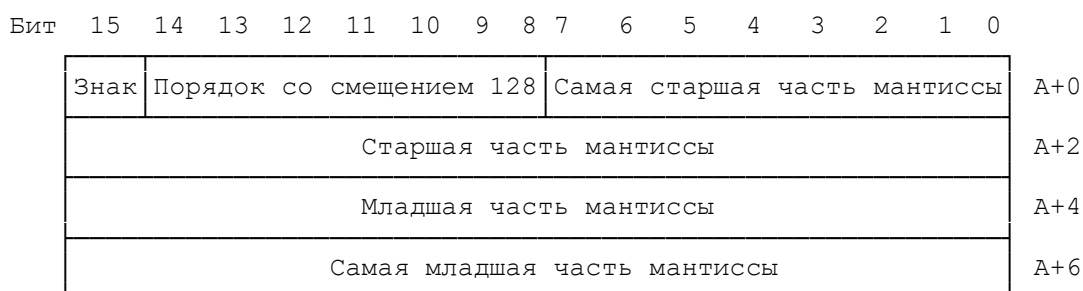 Бит 15 14 13 12 11 10 9 8 7 6 5 4 3 2 1 0
Знак Порядок со смещением 128 Самая старшая часть мантиссы A+0
Старшая часть мантиссы A+2
Младшая часть мантиссы A+4
Самая младшая часть мантиссы A+6